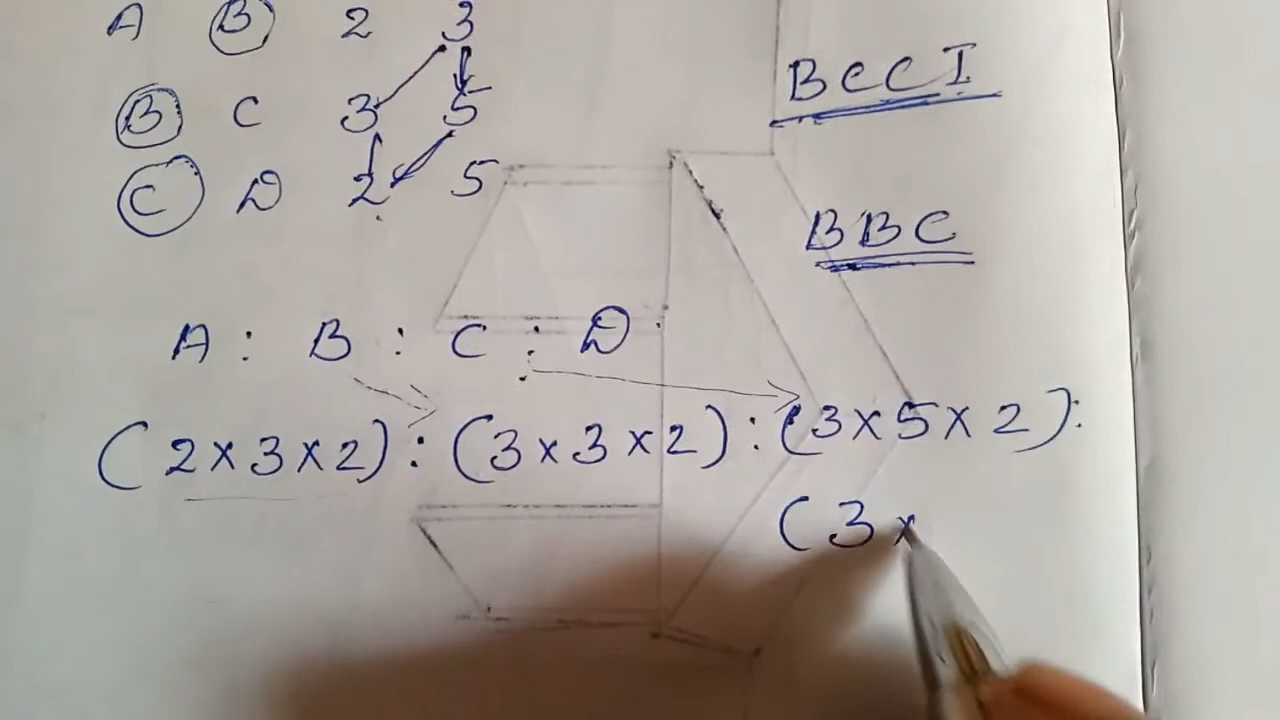 A B 2 3
B C 3 5
C D 2 5
BCCI
BBC
A : B : C : D
(2×3×2) : (3×3×2) : (3×5×2) :
(3×